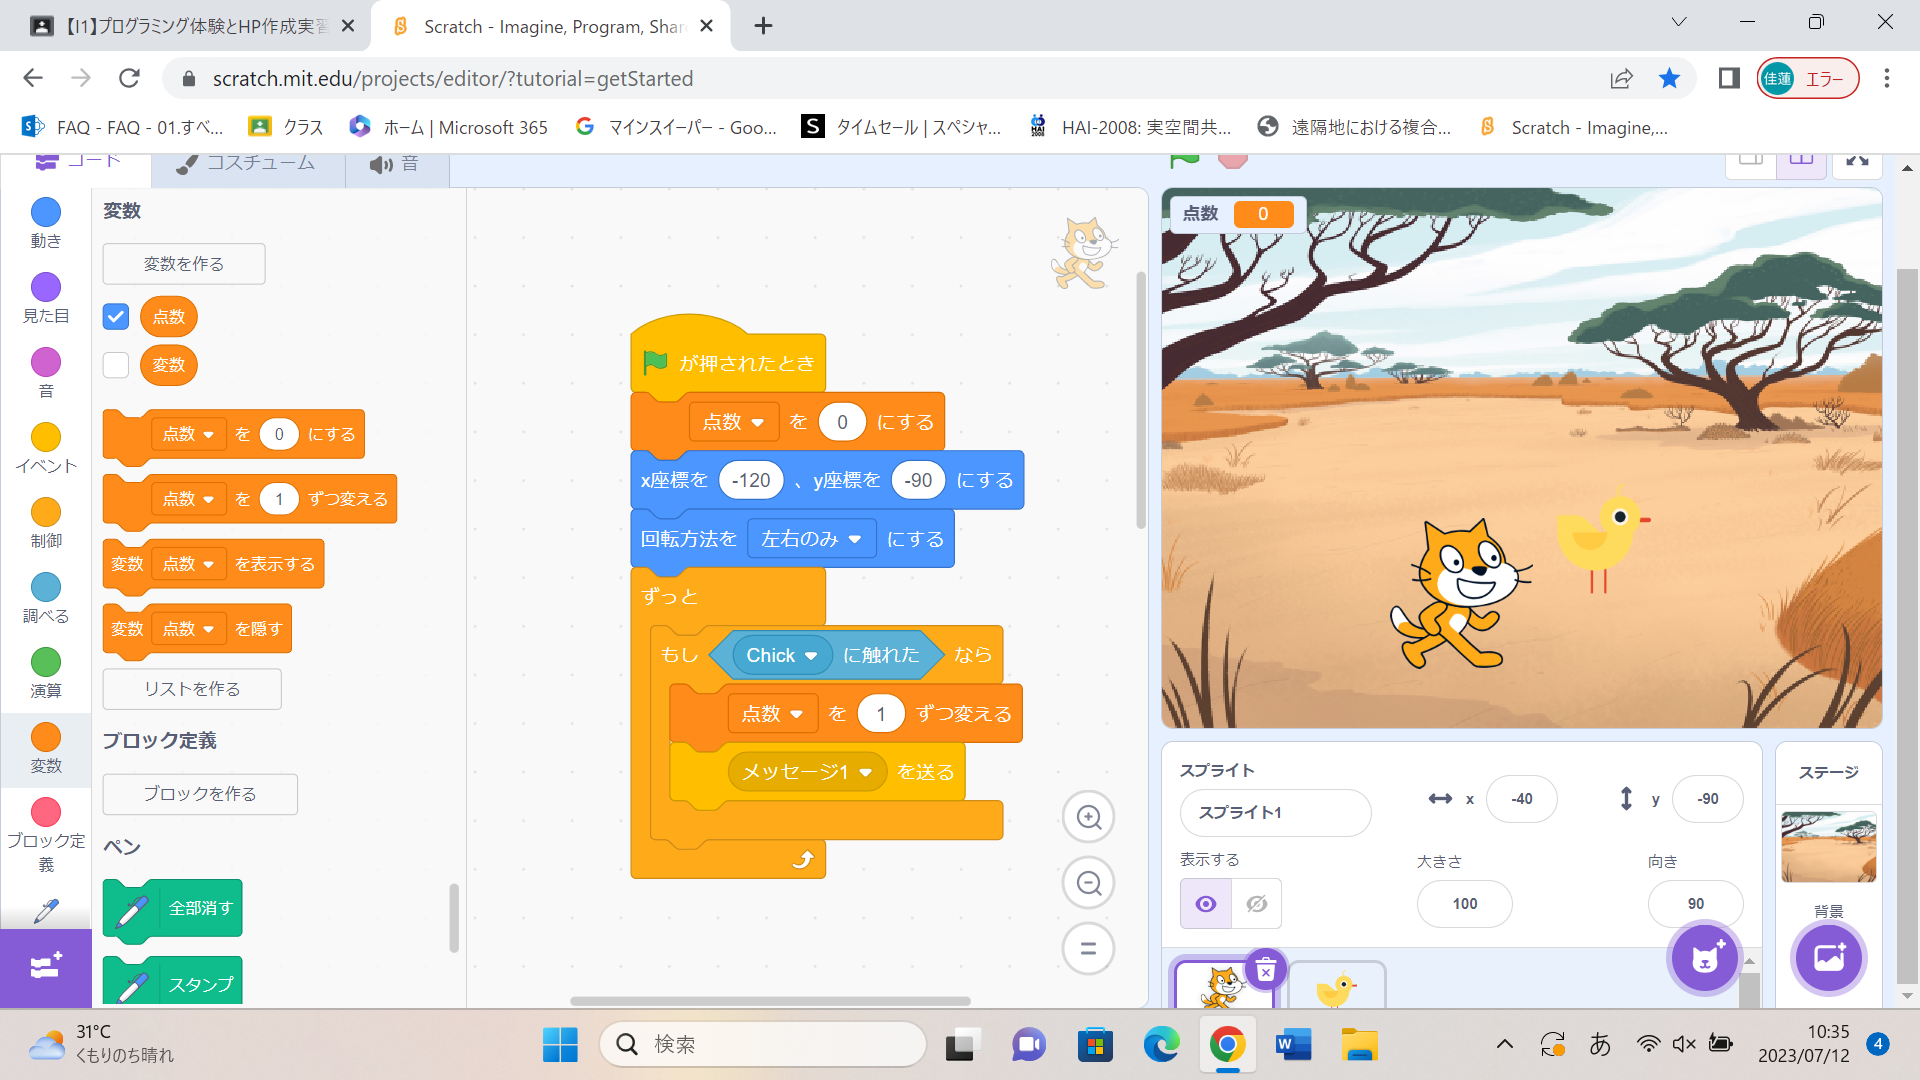 【I1】プログラミング体験とHP作成実習
Scratch - Imagine, Program, Shar
scratch.mit.edu/projects/editor/?tutorial=getStarted
佳蓮 エラー
FAQ - FAQ - 01.すべ...
クラス
ホーム | Microsoft 365
マインスイーパー - Goo...
タイムセール | スペシャ...
HAI-2008: 実空間共...
遠隔地における複合...
Scratch - Imagine,...
コード
コスチューム
音
動き
見た目
音
イベント
制御
調べる
演算
変数
ブロック定
義
変数
変数を作る
点数
変数
点数 を 0 にする
点数 を 1 ずつ変える
変数 点数 を表示する
変数 点数 を隠す
リストを作る
ブロック定義
ブロックを作る
ペン
全部消す
スタンプ
が押されたとき
点数 を 0 にする
x座標を -120 、y座標を -90 にする
回転方法を 左右のみ にする
ずっと
もし Chick に触れた なら
点数 を 1 ずつ変える
メッセージ1 を送る
点数 0
スプライト
スプライト1
x -40
y -90
表示する
大きさ
100
向き
90
ステージ
背景
31°C
くもりのち晴れ
検索
あ
10:35
2023/07/12
4